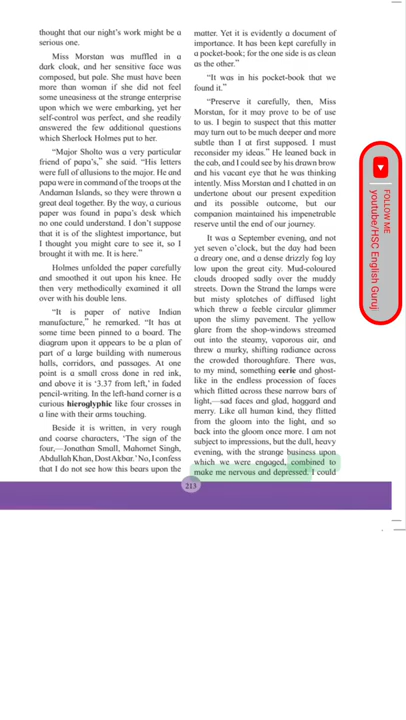 thought that our night's work might be a
serious one.
Miss Morstan was muffled in a
dark cloak, and her sensitive face was
composed, but pale. She must have been
more than woman if she did not feel
some uneasiness at the strange enterprise
upon which we were embarking, yet her
self-control was perfect, and she readily
answered the few additional questions
which Sherlock Holmes put to her.
“Major Sholto was a very particular
friend of papa's,” she said. “His letters
were full of allusions to the major. He and
papa were in command of the troops at the
Andaman Islands, so they were thrown a
great deal together. By the way, a curious
paper was found in papa's desk which
no one could understand. I don't suppose
that it is of the slightest importance, but
I thought you might care to see it, so I
brought it with me. It is here.”
Holmes unfolded the paper carefully
and smoothed it out upon his knee. He
then very methodically examined it all
over with his double lens.
“It is paper of native Indian
manufacture,” he remarked. “It has at
some time been pinned to a board. The
diagram upon it appears to be a plan of
part of a large building with numerous
halls, corridors, and passages. At one
point is a small cross done in red ink,
and above it is ‘3.37 from left,’ in faded
pencil-writing. In the left-hand corner is a
curious hieroglyphic like four crosses in
a line with their arms touching.
Beside it is written, in very rough
and coarse characters, ‘The sign of the
four,—Jonathan Small, Mahomet Singh,
Abdullah Khan, Dost Akbar.’ No, I confess
that I do not see how this bears upon the
matter. Yet it is evidently a document of
importance. It has been kept carefully in
a pocket-book; for the one side is as clean
as the other.”
“It was in his pocket-book that we
found it.”
“Preserve it carefully, then, Miss
Morstan, for it may prove to be of use
to us. I begin to suspect that this matter
may turn out to be much deeper and more
subtle than I at first supposed. I must
reconsider my ideas.” He leaned back in
the cab, and I could see by his drawn brow
and his vacant eye that he was thinking
intently. Miss Morstan and I chatted in an
undertone about our present expedition
and its possible outcome, but our
companion maintained his impenetrable
reserve until the end of our journey.
It was a September evening, and not
yet seven o'clock, but the day had been
a dreary one, and a dense drizzly fog lay
low upon the great city. Mud-coloured
clouds drooped sadly over the muddy
streets. Down the Strand the lamps were
but misty splotches of diffused light
which threw a feeble circular glimmer
upon the slimy pavement. The yellow
glare from the shop-windows streamed
out into the steamy, vaporous air, and
threw a murky, shifting radiance across
the crowded thoroughfare. There was,
to my mind, something eerie and ghost-
like in the endless procession of faces
which flitted across these narrow bars of
light,—sad faces and glad, haggard and
merry. Like all human kind, they flitted
from the gloom into the light, and so
back into the gloom once more. I am not
subject to impressions, but the dull, heavy
evening, with the strange business upon
which we were engaged, combined to
make me nervous and depressed. I could
213
FOLLOW ME
youtube/HSC English Guruj